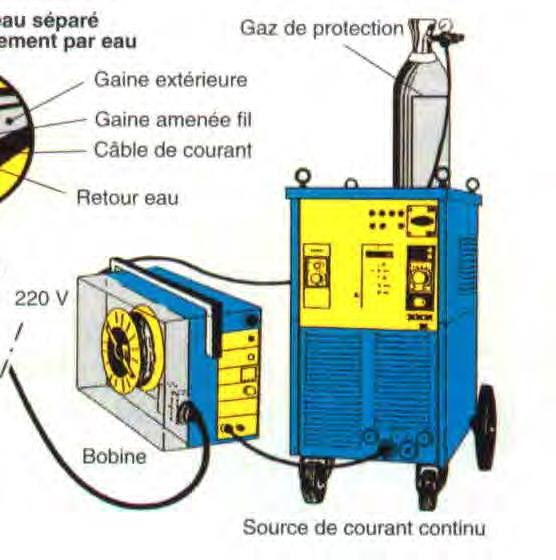 eau séparé
ement par eau
Gaz de protection
Gaine extérieure
Gaine amenée fil
Câble de courant
Retour eau
220 V
Bobine
Source de courant continu